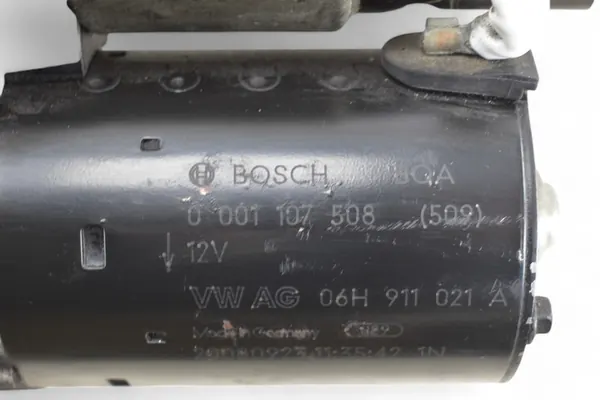 BOSCH
0 001 107 508 (509)
12V
VW AG 06H 911 021 A
Made in Germany